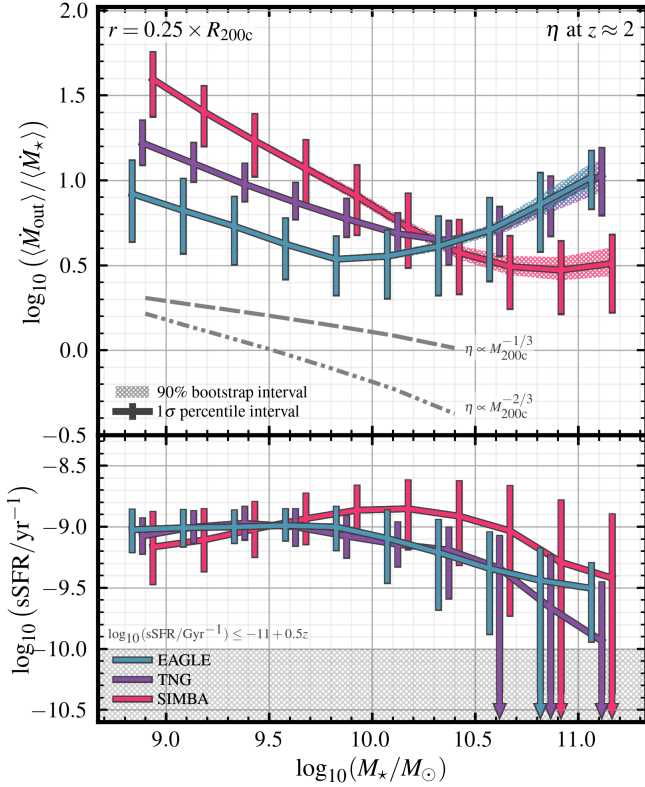 r = 0.25 × R₂₀₀c
η at z ≈ 2
2.0
1.5
1.0
0.5
0.0
−0.5
log₁₀(⟨Ṁout⟩/⟨Ṁ⋆⟩)
η ∝ M₂₀₀c^−1/3
η ∝ M₂₀₀c^−2/3
90% bootstrap interval
1σ percentile interval
−8.5
−9.0
−9.5
−10.0
−10.5
log₁₀(sSFR/yr⁻¹)
log₁₀(sSFR/Gyr⁻¹) ≤ −11 + 0.5z
EAGLE
TNG
SIMBA
9.0 9.5 10.0 10.5 11.0
log₁₀(M⋆/M⊙)